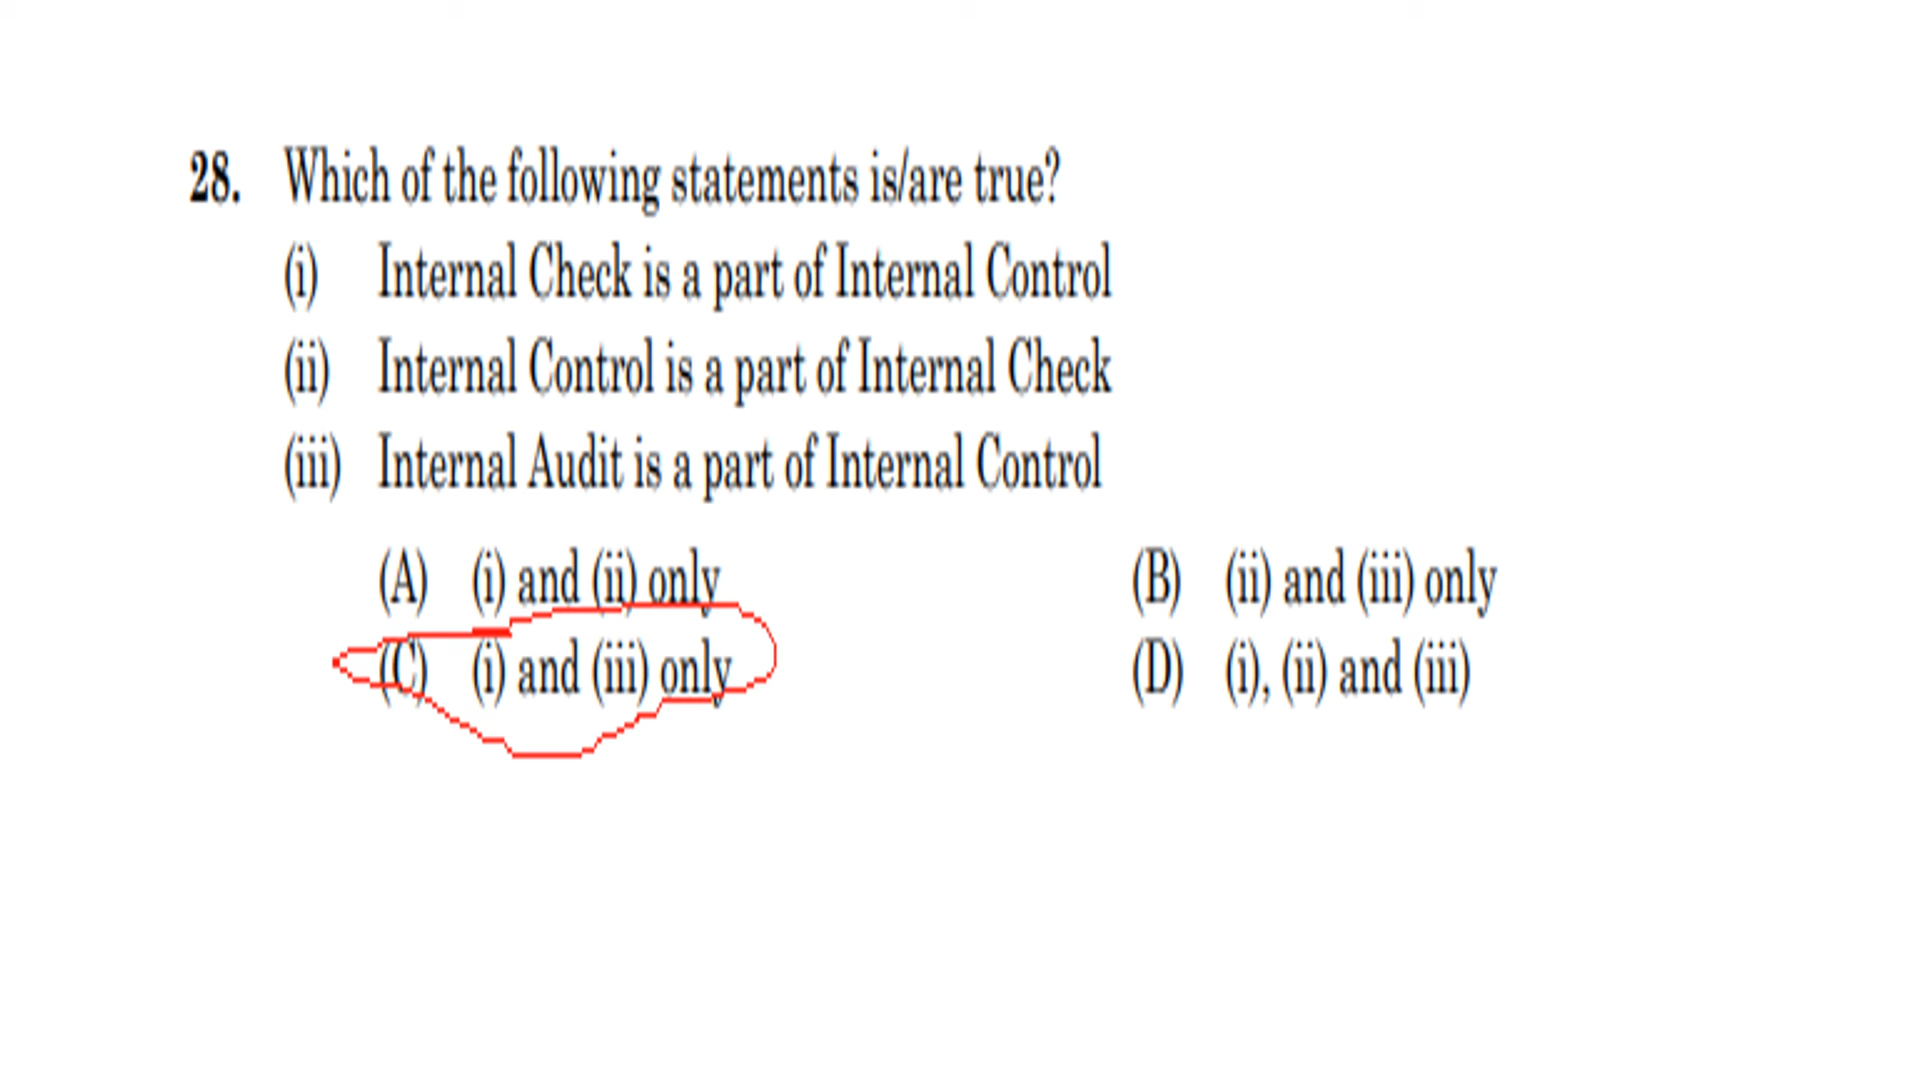 28. Which of the following statements is/are true?
(i) Internal Check is a part of Internal Control
(ii) Internal Control is a part of Internal Check
(iii) Internal Audit is a part of Internal Control
(A) (i) and (ii) only (B) (ii) and (iii) only
(C) (i) and (iii) only (D) (i), (ii) and (iii)